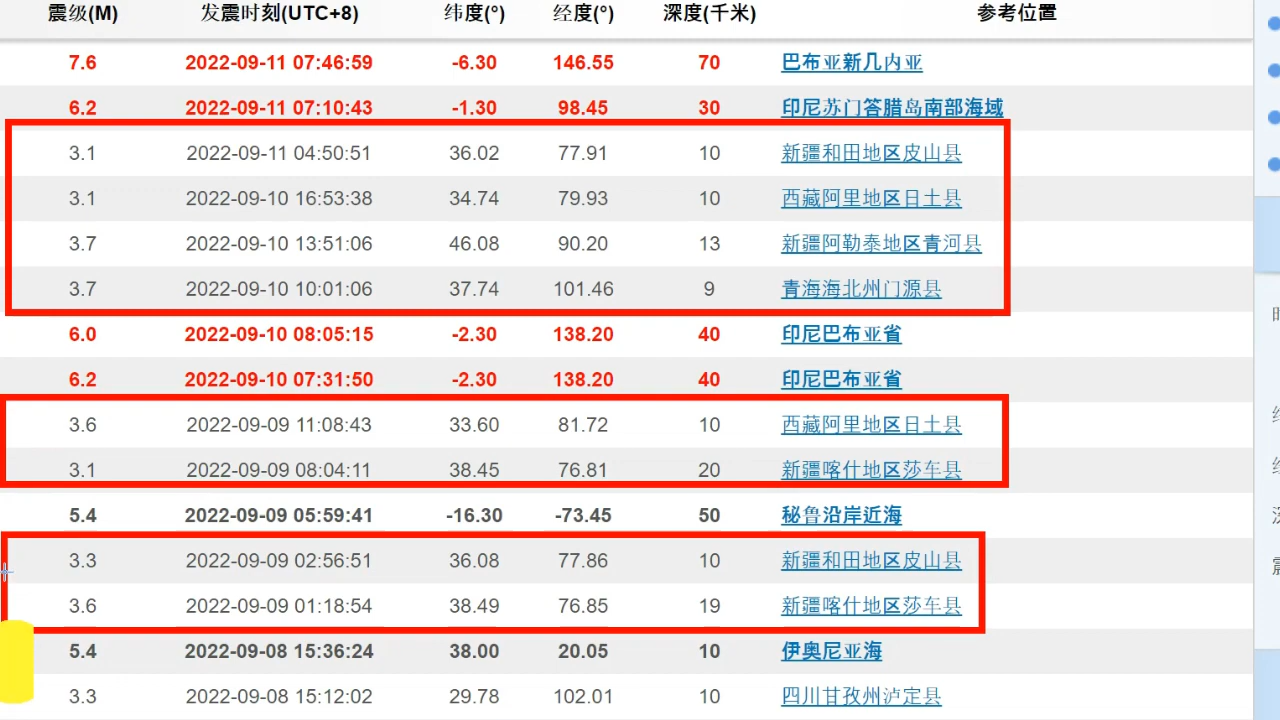 震级(M) 发震时刻(UTC+8) 纬度(°) 经度(°) 深度(千米) 参考位置
7.6 2022-09-11 07:46:59 -6.30 146.55 70 巴布亚新几内亚
6.2 2022-09-11 07:10:43 -1.30 98.45 30 印尼苏门答腊岛南部海域
3.1 2022-09-11 04:50:51 36.02 77.91 10 新疆和田地区皮山县
3.1 2022-09-10 16:53:38 34.74 79.93 10 西藏阿里地区日土县
3.7 2022-09-10 13:51:06 46.08 90.20 13 新疆阿勒泰地区青河县
3.7 2022-09-10 10:01:06 37.74 101.46 9 青海海北州门源县
6.0 2022-09-10 08:05:15 -2.30 138.20 40 印尼巴布亚省
6.2 2022-09-10 07:31:50 -2.30 138.20 40 印尼巴布亚省
3.6 2022-09-09 11:08:43 33.60 81.72 10 西藏阿里地区日土县
3.1 2022-09-09 08:04:11 38.45 76.81 20 新疆喀什地区莎车县
5.4 2022-09-09 05:59:41 -16.30 -73.45 50 秘鲁沿岸近海
3.3 2022-09-09 02:56:51 36.08 77.86 10 新疆和田地区皮山县
3.6 2022-09-09 01:18:54 38.49 76.85 19 新疆喀什地区莎车县
5.4 2022-09-08 15:36:24 38.00 20.05 10 伊奥尼亚海
3.3 2022-09-08 15:12:02 29.78 102.01 10 四川甘孜州泸定县